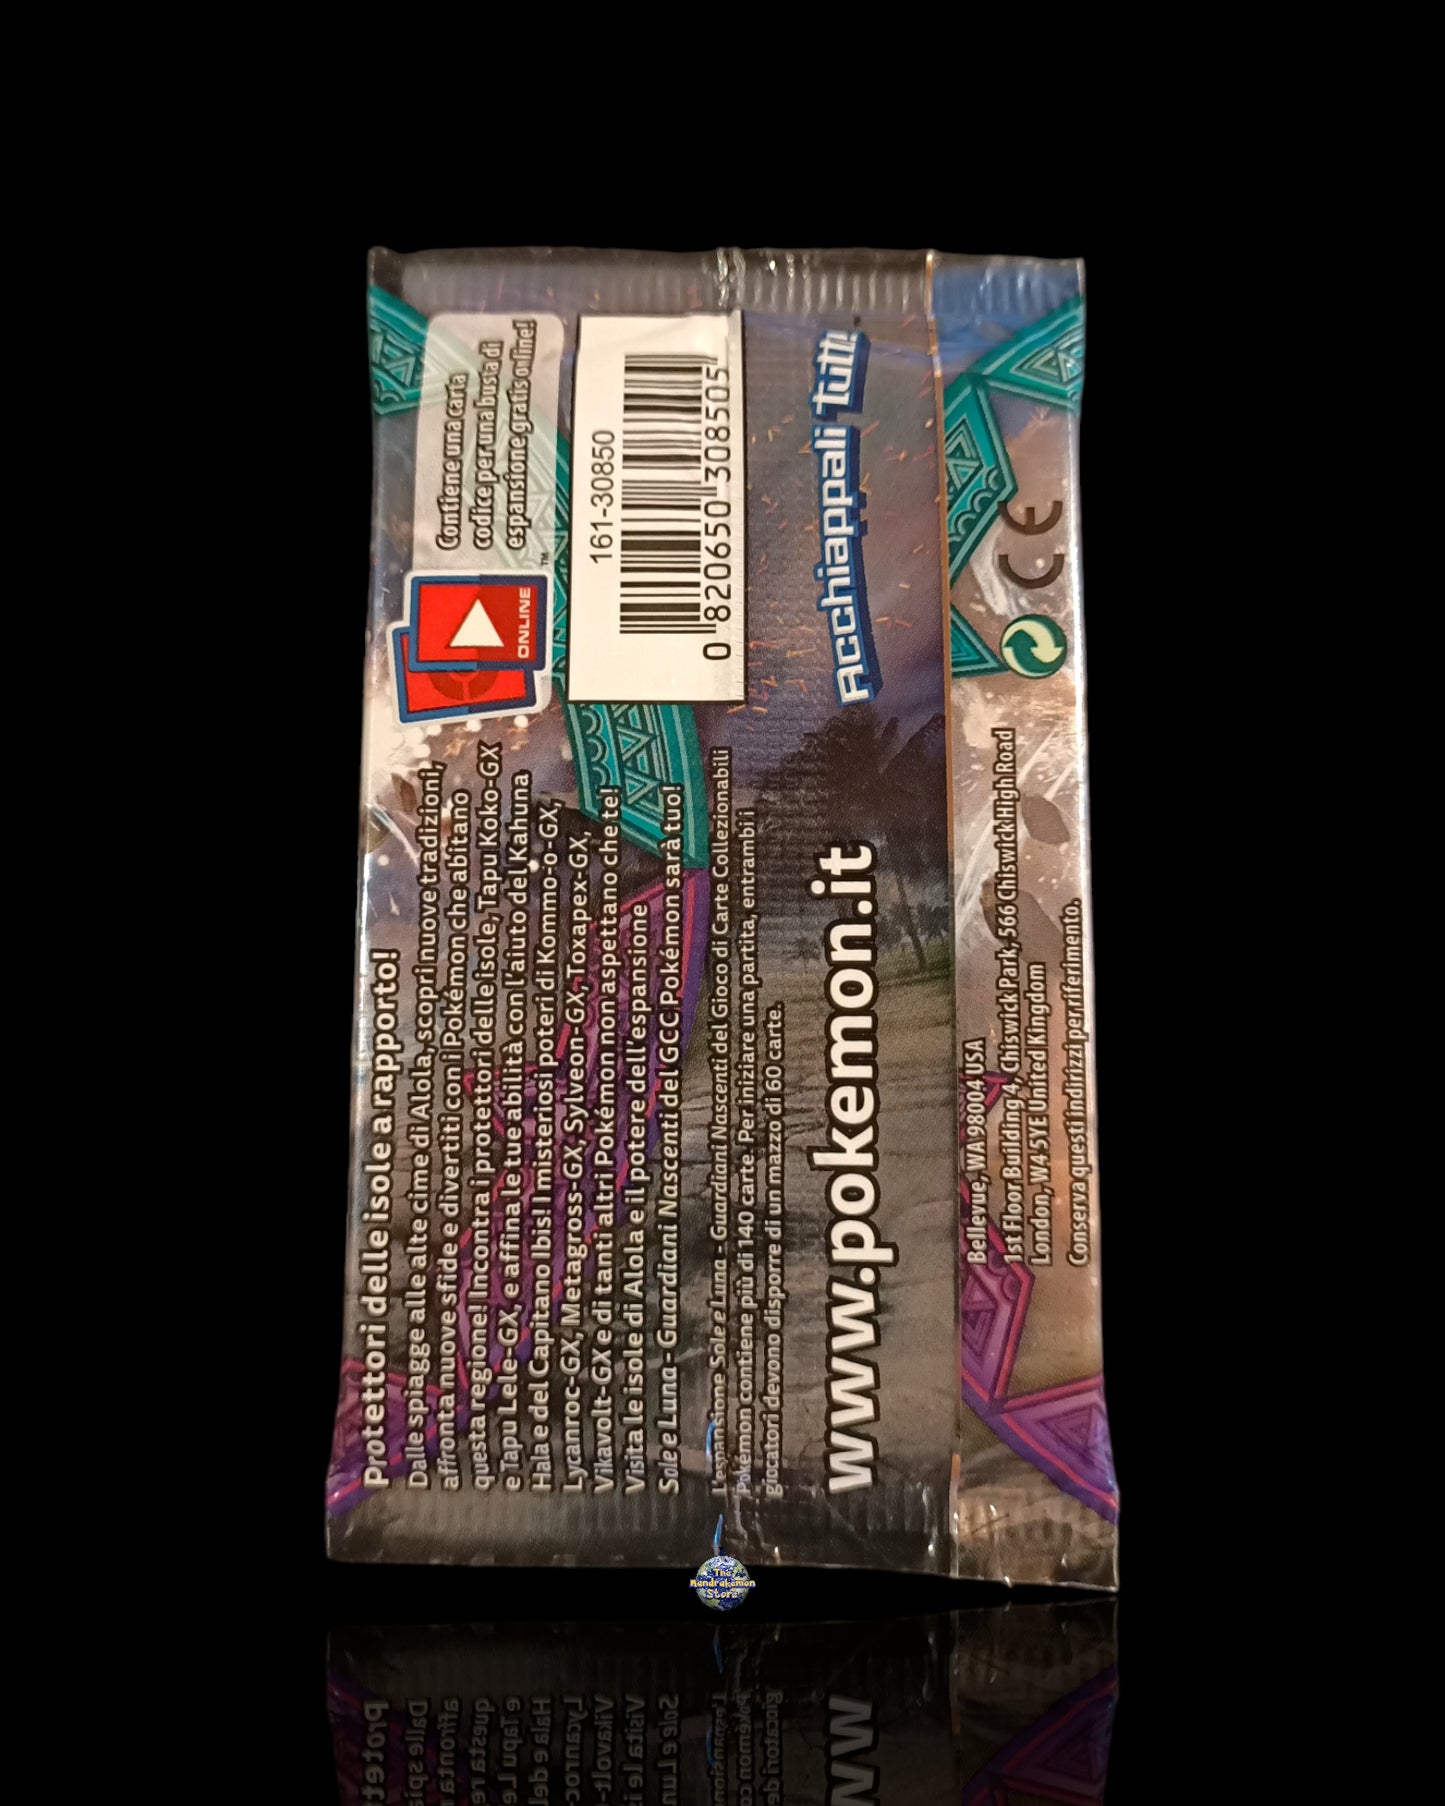 Protettori delle isole a rapporto!
Dalle spiagge alle alte cime di Alola, scopri nuove tradizioni,
affronta nuove sfide e divertiti con i Pokémon che abitano
questa regione! Incontra i protettori delle isole, Tapu Koko-GX
e Tapu Lele-GX, e affina le tue abilità con l'aiuto del Kahuna
Hala e del Capitano Ibis! I misteriosi poteri di Kommo-o-GX,
Lycanroc-GX, Metagross-GX, Sylveon-GX, Toxapex-GX,
Vikavolt-GX e di tanti altri Pokémon non aspettano che te!
Visita le isole di Alola e il potere dell'espansione
Sole e Luna - Guardiani Nascenti del GCC Pokémon sarà tuo!
L'espansione Sole e Luna - Guardiani Nascenti del Gioco di Carte Collezionabili
Pokémon contiene più di 140 carte. Per iniziare una partita, entrambi i
giocatori devono disporre di un mazzo di 60 carte.
www.pokemon.it
ONLINE
TM
Contiene una carta
codice per una busta di
espansione gratis online!
161-30850
0 820650 308505
Acchiappali Tutti!
Bellevue, WA 98004 USA
1st Floor Building 4, Chiswick Park, 566 Chiswick High Road
London, W4 5YE United Kingdom
Conserva questi indirizzi per riferimento.
CE
The
Mandrakemon
Store